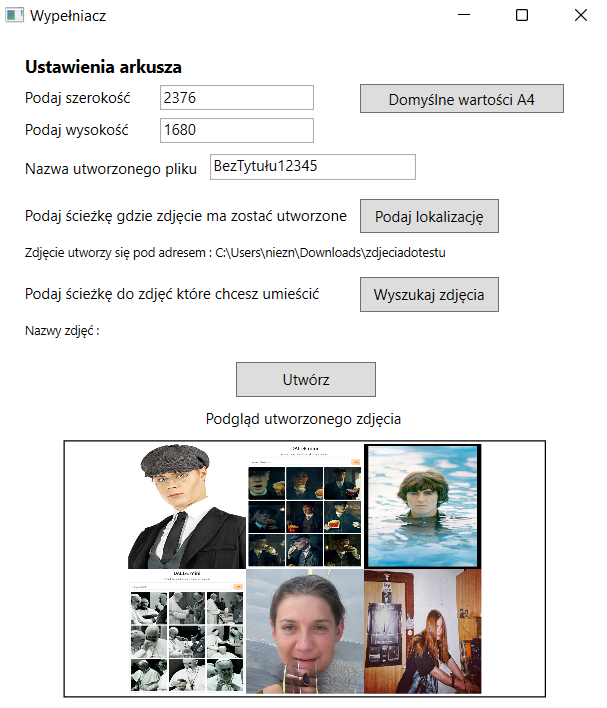 Wypełniacz
Ustawienia arkusza
Podaj szerokość 2376 Domyślne wartości A4
Podaj wysokość 1680
Nazwa utworzonego pliku BezTytułu12345
Podaj ścieżkę gdzie zdjęcie ma zostać utworzone Podaj lokalizację
Zdjęcie utworzy się pod adresem : C:\Users\niezn\Downloads\zdjeciadotestu
Podaj ścieżkę do zdjęć które chcesz umieścić Wyszukaj zdjęcia
Nazwy zdjęć :
Utwórz
Podgląd utworzonego zdjęcia